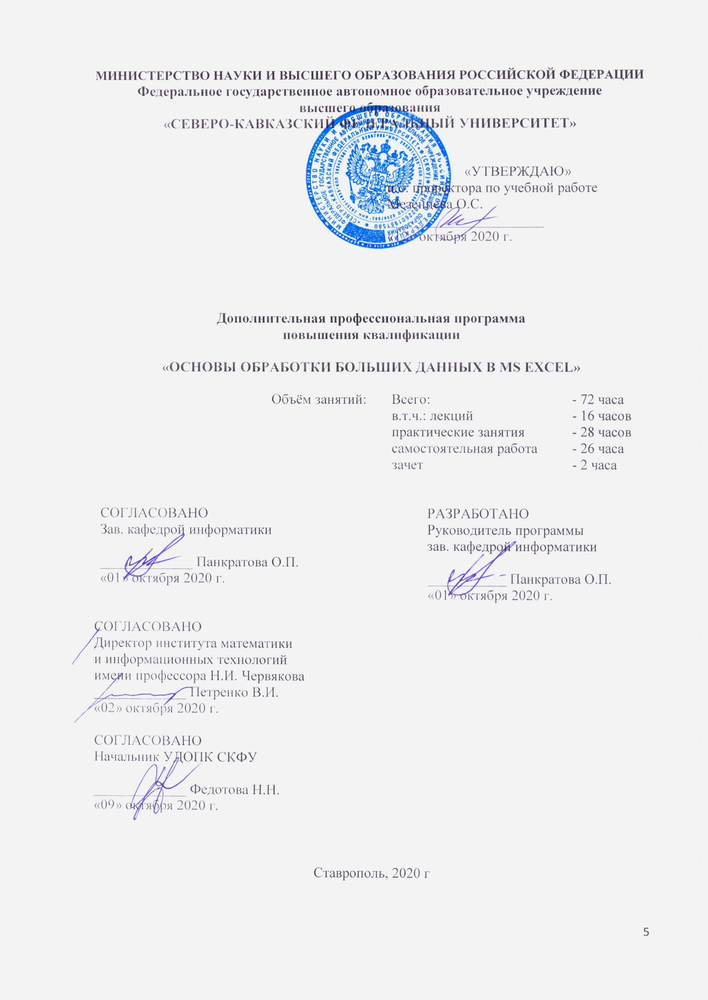 МИНИСТЕРСТВО НАУКИ И ВЫСШЕГО ОБРАЗОВАНИЯ РОССИЙСКОЙ ФЕДЕРАЦИИ
Федеральное государственное автономное образовательное учреждение
высшего образования
«СЕВЕРО-КАВКАЗСКИЙ ФЕДЕРАЛЬНЫЙ УНИВЕРСИТЕТ»
«УТВЕРЖДАЮ»
и.о. проректора по учебной работе
Мезенцева О.С.
«12» октября 2020 г.
Дополнительная профессиональная программа
повышения квалификации
«ОСНОВЫ ОБРАБОТКИ БОЛЬШИХ ДАННЫХ В MS EXCEL»
Объём занятий: Всего: - 72 часа
в.т.ч.: лекций - 16 часов
практические занятия - 28 часов
самостоятельная работа - 26 часа
зачет - 2 часа
СОГЛАСОВАНО
Зав. кафедрой информатики
Панкратова О.П.
«01» октября 2020 г.
РАЗРАБОТАНО
Руководитель программы
зав. кафедрой информатики
Панкратова О.П.
«01» октября 2020 г.
СОГЛАСОВАНО
Директор института математики
и информационных технологий
имени профессора Н.И. Червякова
Петренко В.И.
«02» октября 2020 г.
СОГЛАСОВАНО
Начальник УДОПК СКФУ
Федотова Н.Н.
«09» октября 2020 г.
Ставрополь, 2020 г
5